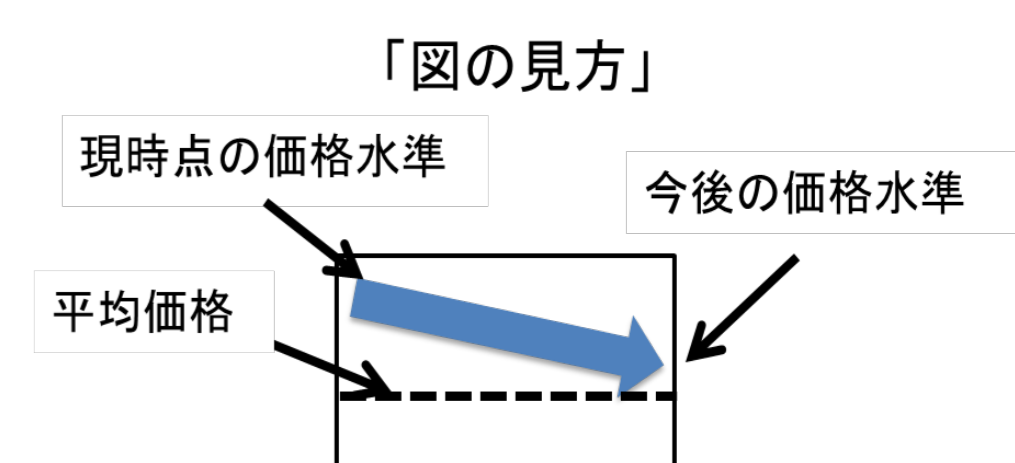 「図の見方」
現時点の価格水準
今後の価格水準
平均価格